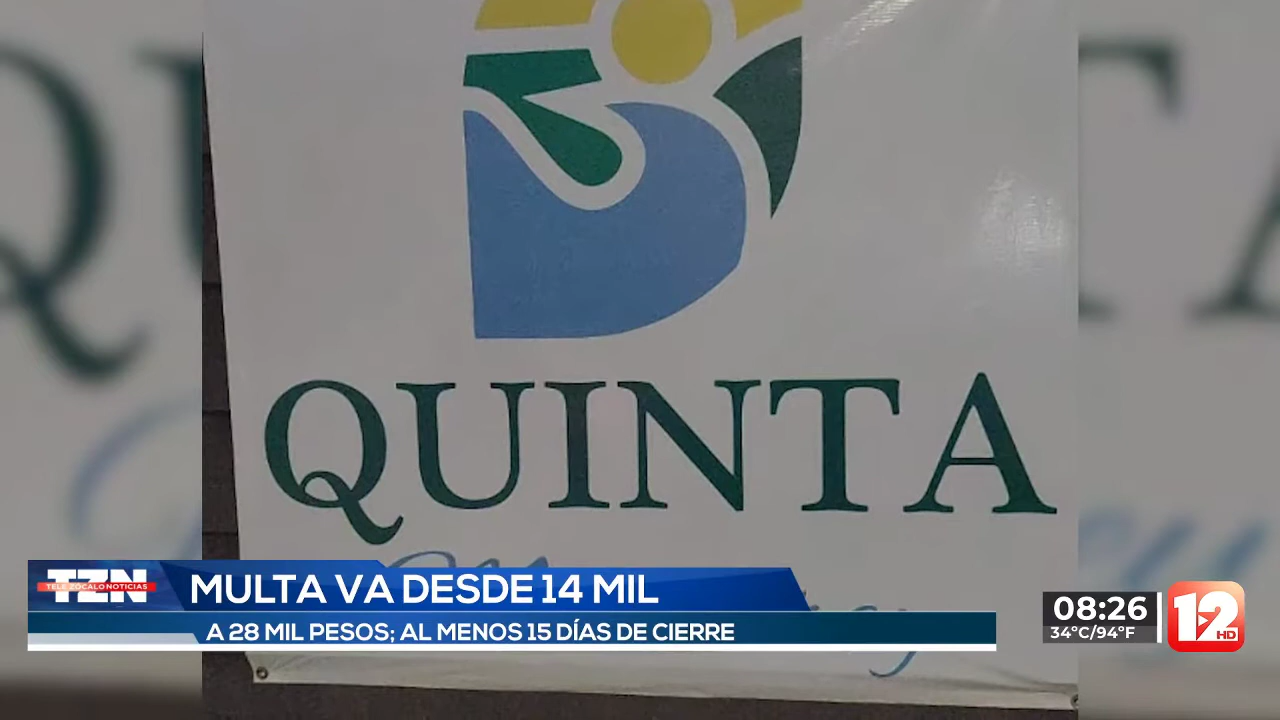 QUINTA
TZN
TELE ZÓCALO NOTICIAS
MULTA VA DESDE 14 MIL
A 28 MIL PESOS; AL MENOS 15 DÍAS DE CIERRE
08:26
34°C/94°F
12
HD